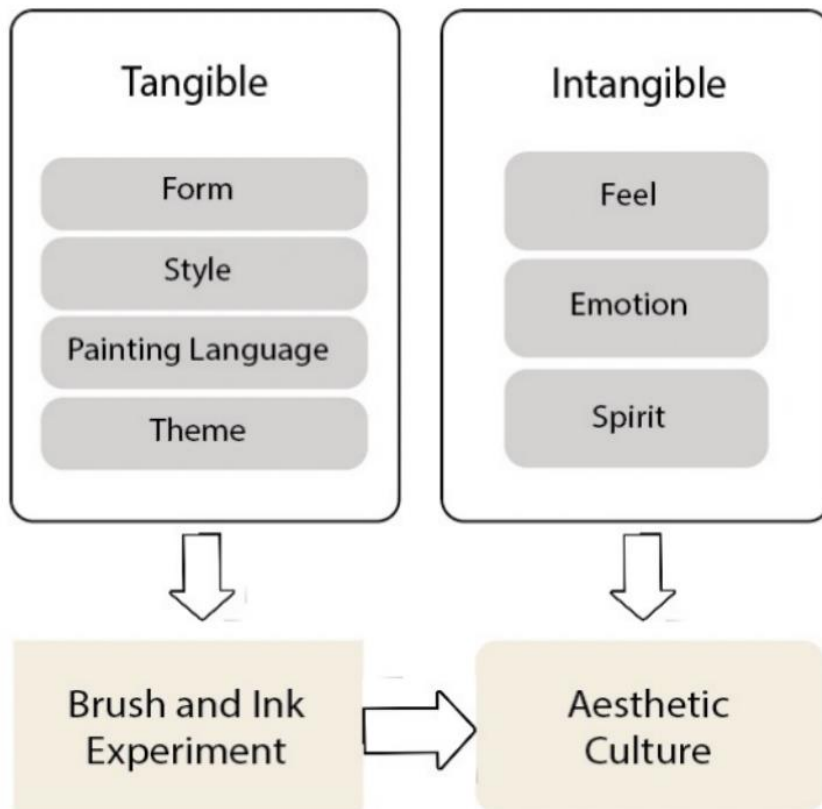 Tangible
Form
Style
Painting Language
Theme
Intangible
Feel
Emotion
Spirit
Brush and Ink
Experiment
Aesthetic
Culture